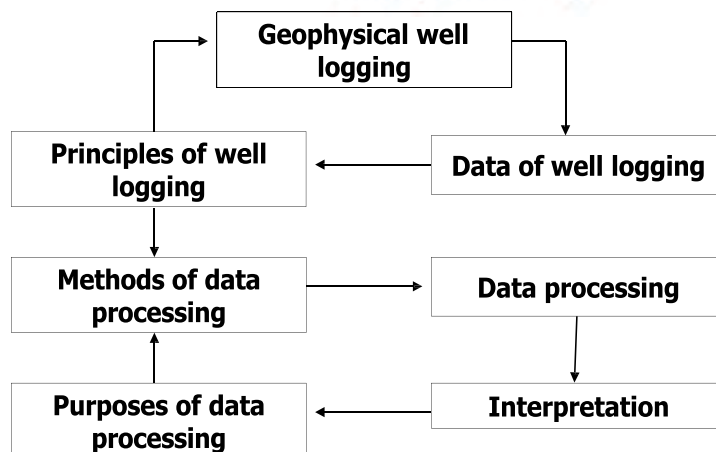 Geophysical well
logging
Principles of well
logging
Data of well logging
Methods of data
processing
Data processing
Purposes of data
processing
Interpretation